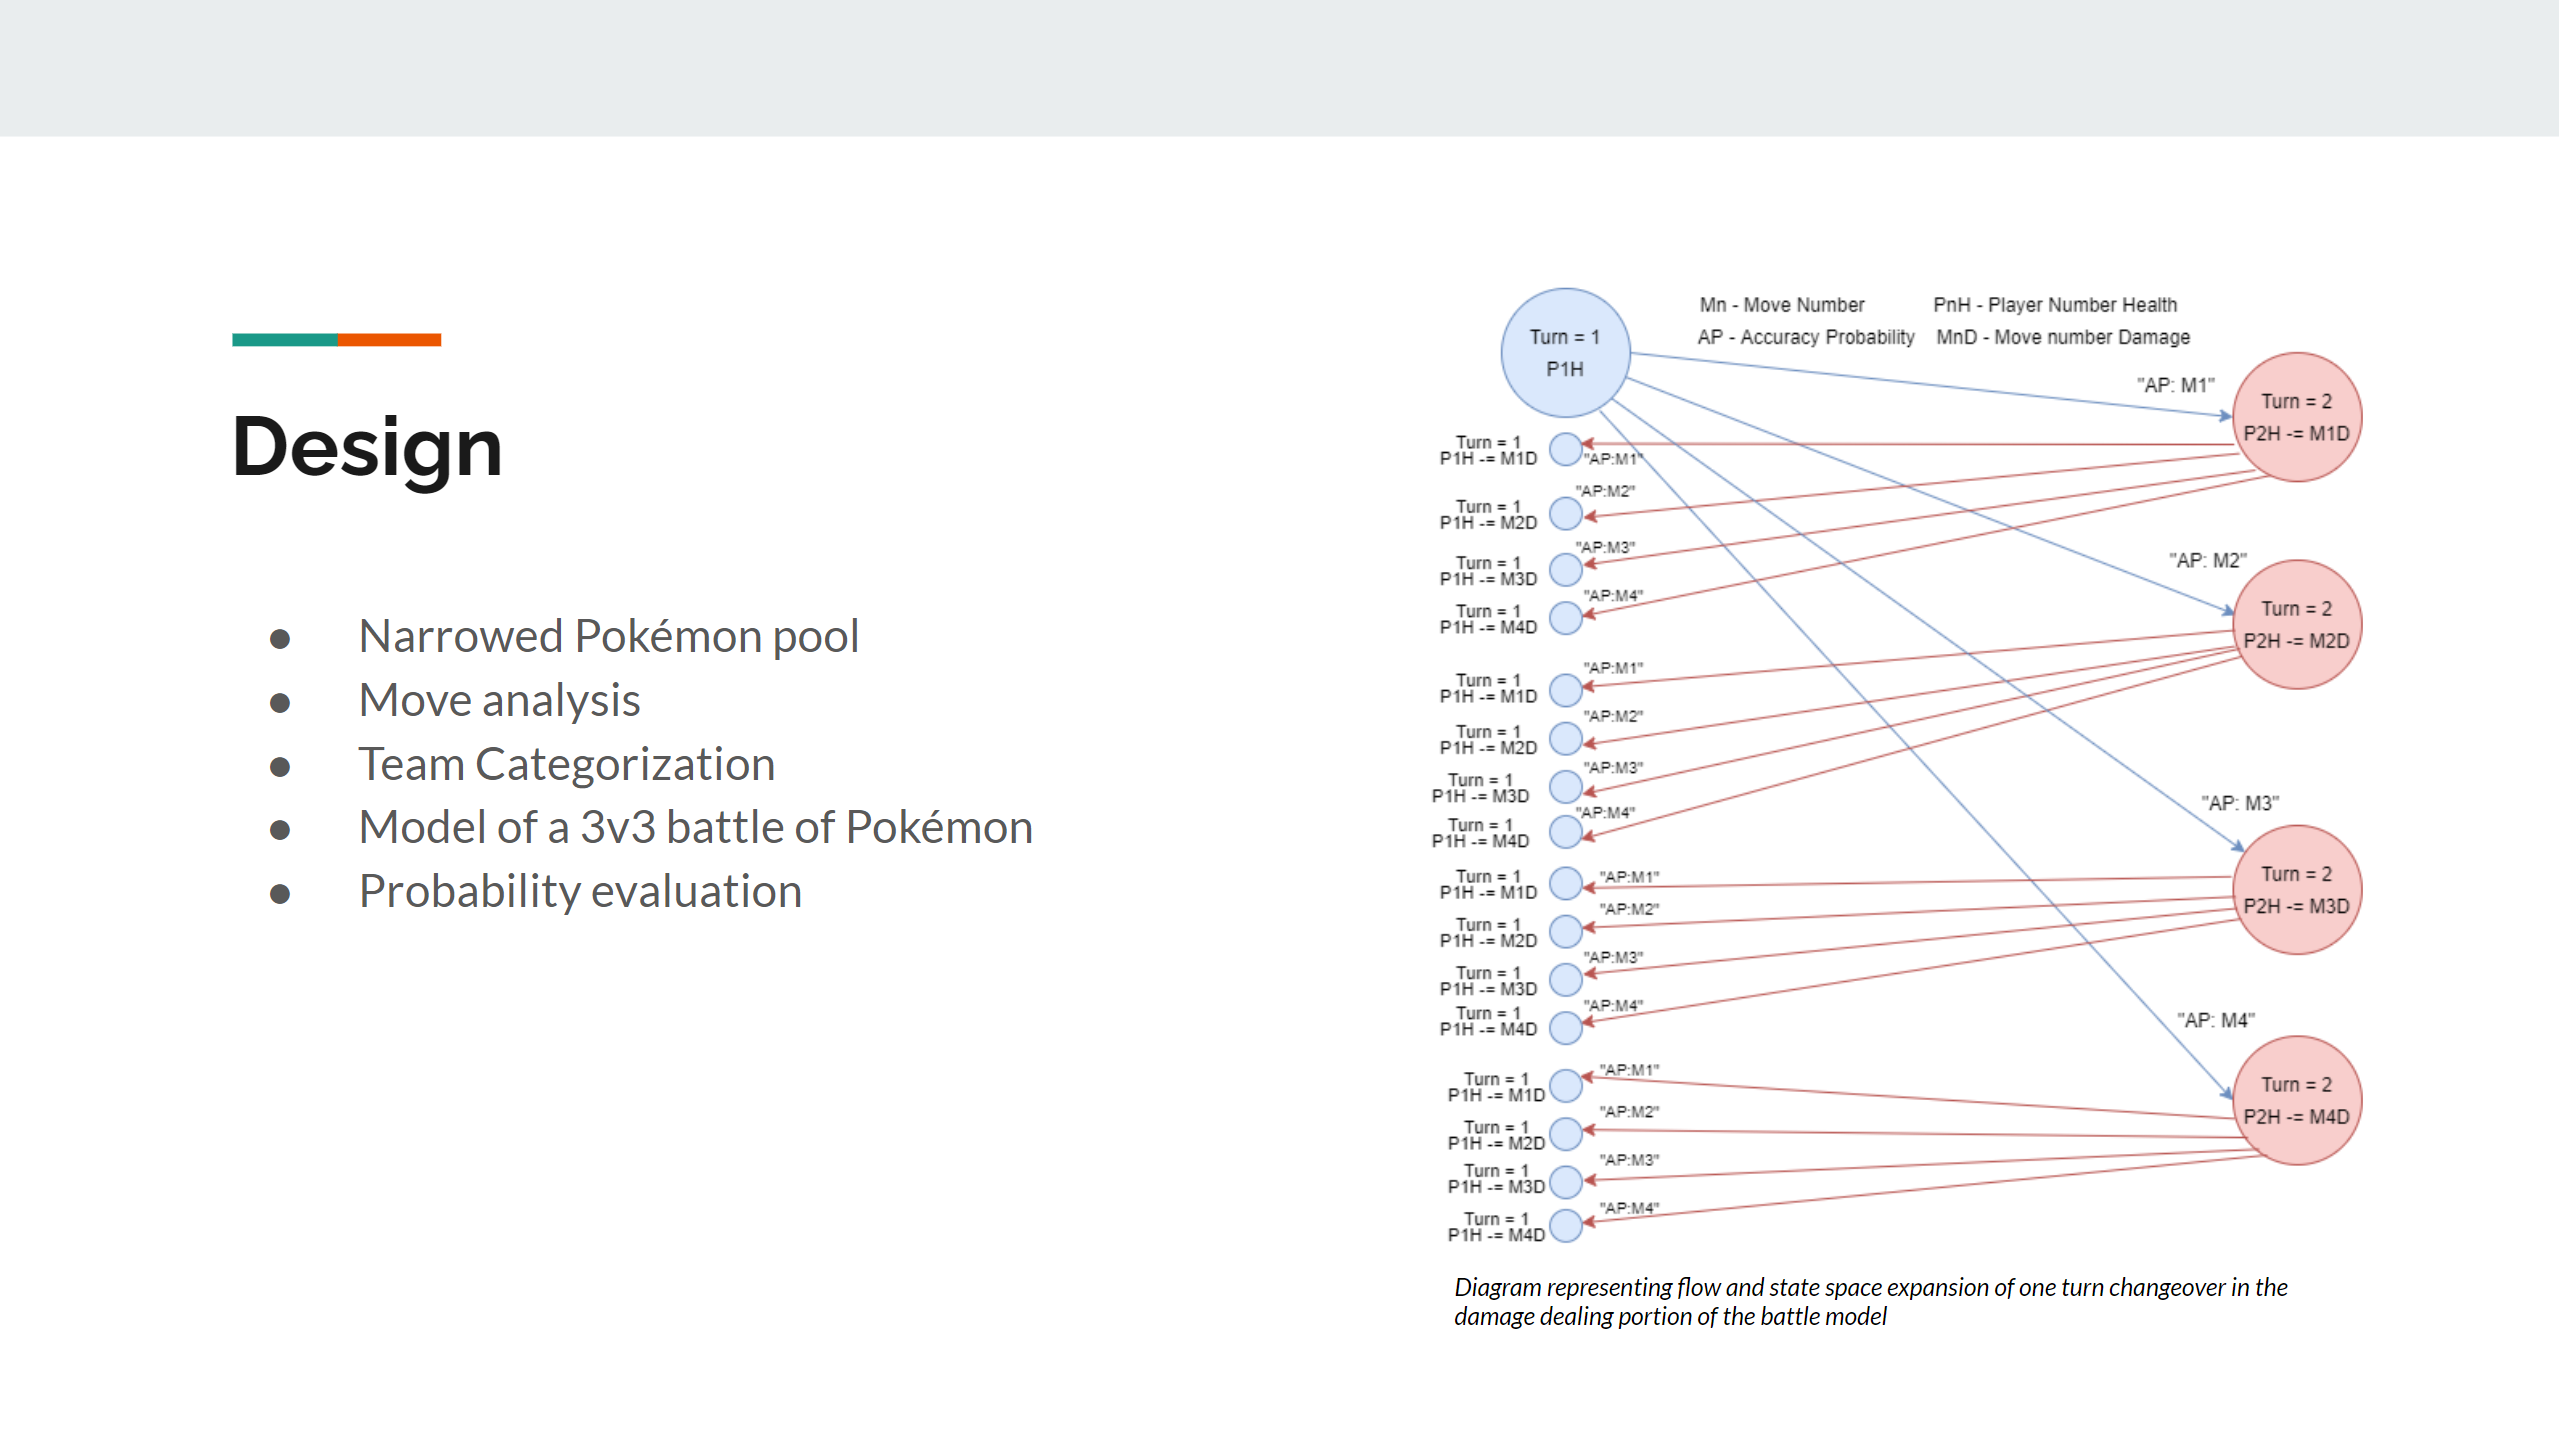 Design
● Narrowed Pokémon pool
● Move analysis
● Team Categorization
● Model of a 3v3 battle of Pokémon
● Probability evaluation
Mn - Move Number
PnH - Player Number Health
AP - Accuracy Probability
MnD - Move number Damage
Turn = 1
P1H
"AP: M1"
Turn = 2
P2H -= M1D
"AP: M2"
Turn = 2
P2H -= M2D
"AP: M3"
Turn = 2
P2H -= M3D
"AP: M4"
Turn = 2
P2H -= M4D
Turn = 1
P1H -= M1D
"AP:M1"
Turn = 1
P1H -= M2D
"AP:M2"
Turn = 1
P1H -= M3D
"AP:M3"
Turn = 1
P1H -= M4D
"AP:M4"
Turn = 1
P1H -= M1D
"AP:M1"
Turn = 1
P1H -= M2D
"AP:M2"
Turn = 1
P1H -= M3D
"AP:M3"
Turn = 1
P1H -= M4D
"AP:M4"
Turn = 1
P1H -= M1D
"AP:M1"
Turn = 1
P1H -= M2D
"AP:M2"
Turn = 1
P1H -= M3D
"AP:M3"
Turn = 1
P1H -= M4D
"AP:M4"
Turn = 1
P1H -= M1D
"AP:M1"
Turn = 1
P1H -= M2D
"AP:M2"
Turn = 1
P1H -= M3D
"AP:M3"
Turn = 1
P1H -= M4D
"AP:M4"
Diagram representing flow and state space expansion of one turn changeover in the
damage dealing portion of the battle model